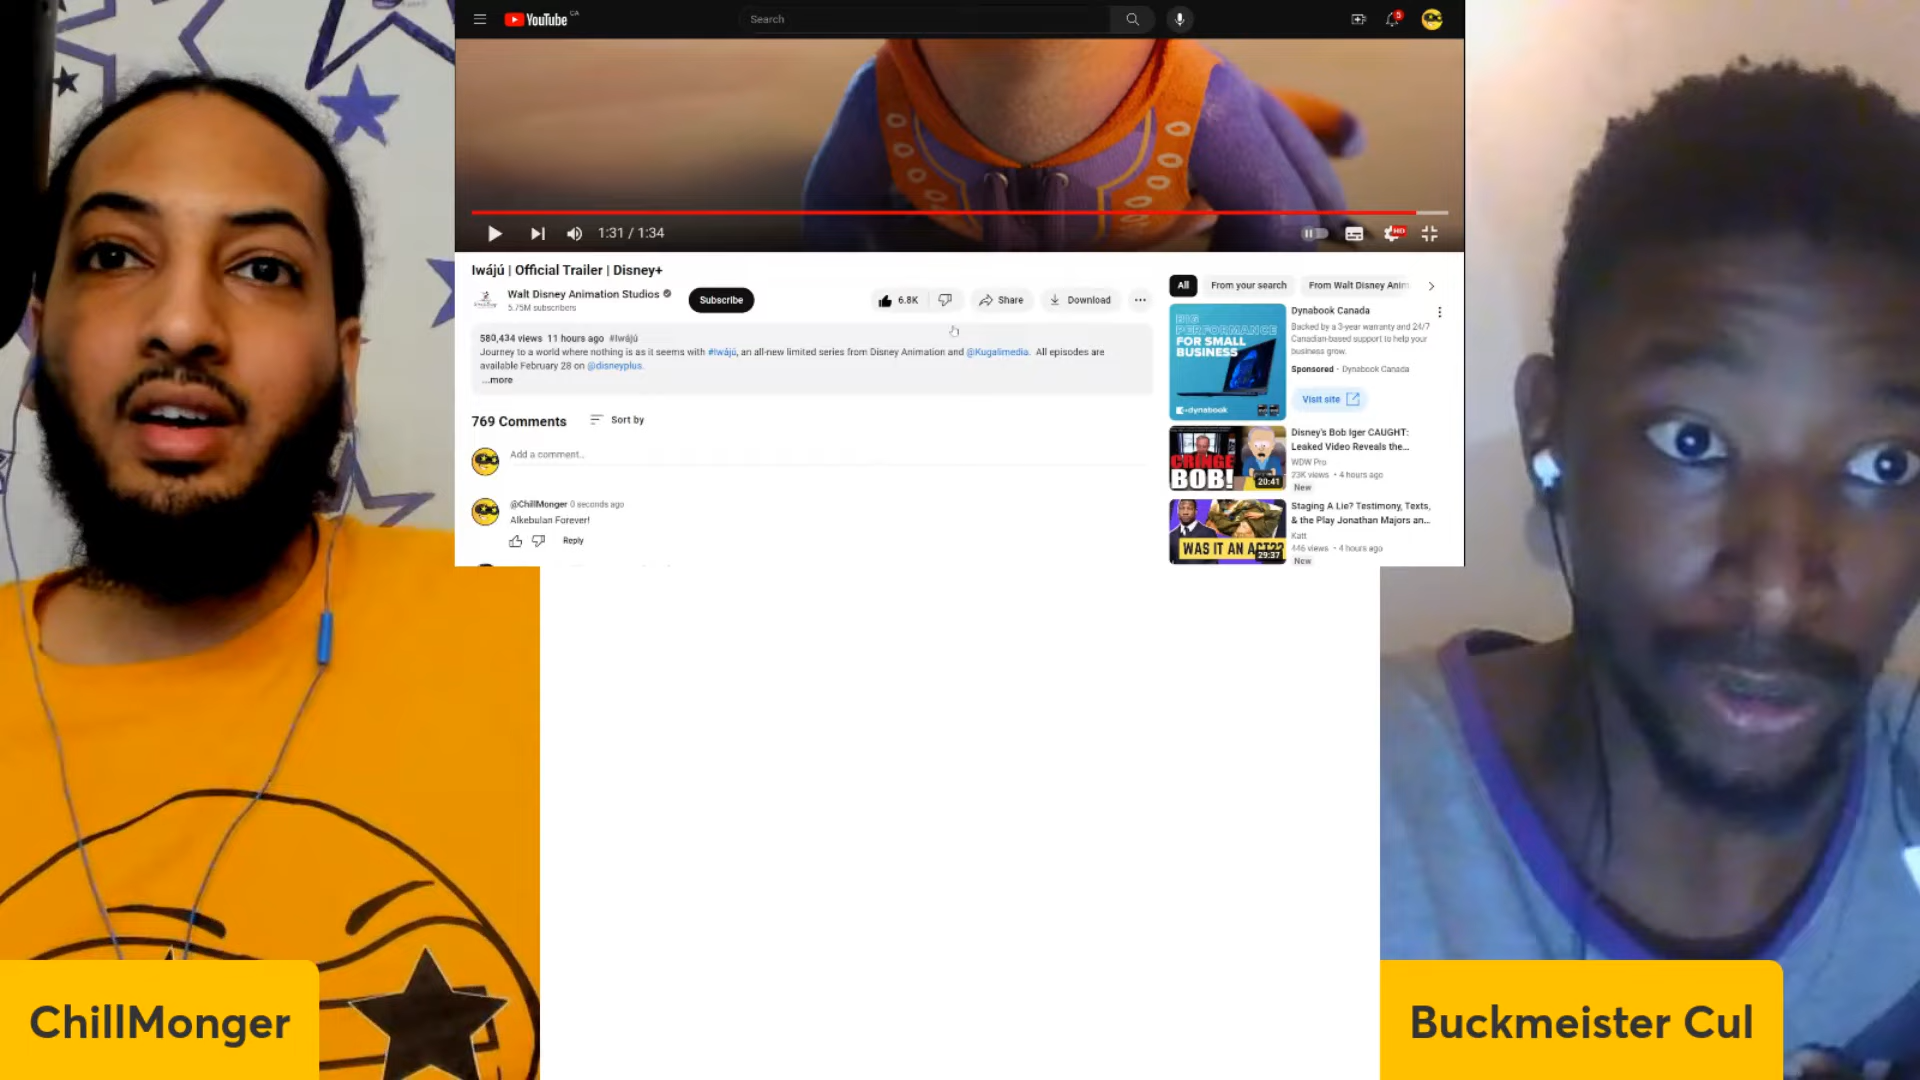 YouTube CA
Search
5
1:31 / 1:34
HD
Iwájú | Official Trailer | Disney+
Walt Disney Animation Studios
5.75M subscribers
Subscribe
6.8K
Share
Download
580,434 views 11 hours ago #Iwájú
Journey to a world where nothing is as it seems with #Iwájú, an all-new limited series from Disney Animation and @Kugalimedia. All episodes are
available February 28 on @disneyplus.
...more
769 Comments
Sort by
Add a comment...
@ChillMonger 0 seconds ago
Alkebulan Forever!
Reply
All
From your search
From Walt Disney Anim
BIG
PERFORMANCE
FOR SMALL
BUSINESS
dynabook
Dynabook Canada
Backed by a 3-year warranty and 24/7
Canadian-based support to help your
business grow.
Sponsored · Dynabook Canada
Visit site
CRINGE
BOB!
20:41
Disney's Bob Iger CAUGHT:
Leaked Video Reveals the...
WDW Pro
23K views • 4 hours ago
New
WAS IT AN ACT??
29:37
Staging A Lie? Testimony, Texts,
& the Play Jonathan Majors an...
Katt
446 views • 4 hours ago
New
ChillMonger
Buckmeister Cul